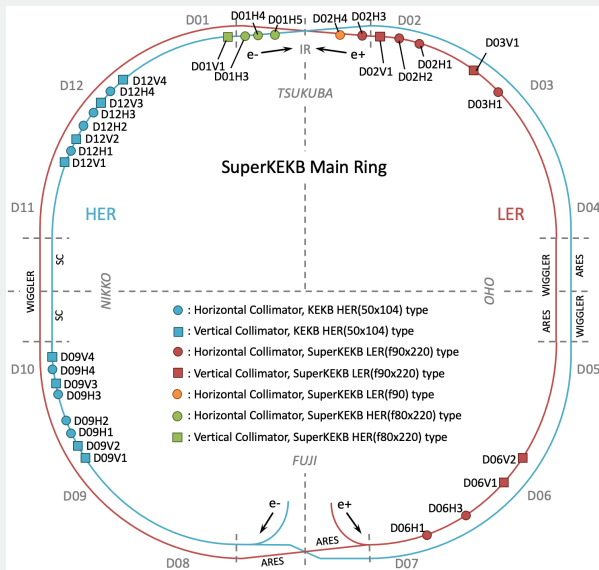 D01
D01H4
D01H5
D02H4
D02H3
D02
D01V1
D01H3
e-
IR
e+
D02V1
D02H2
D02H1
D03V1
D03H1
D03
TSUKUBA
D12
D12V4
D12H4
D12V3
D12H3
D12H2
D12V2
D12H1
D12V1
SuperKEKB Main Ring
D11
HER
LER
D04
WIGGLER
SC
SC
NIKKO
OHO
WIGGLER
ARES
ARES
WIGGLER
: Horizontal Collimator, KEKB HER(50x104) type
: Vertical Collimator, KEKB HER(50x104) type
: Horizontal Collimator, SuperKEKB LER(f90x220) type
: Vertical Collimator, SuperKEKB LER(f90x220) type
: Horizontal Collimator, SuperKEKB LER(f90) type
: Horizontal Collimator, SuperKEKB HER(f80x220) type
: Vertical Collimator, SuperKEKB HER(f80x220) type
D10
D09V4
D09H4
D09V3
D09H3
D09H2
D09H1
D09V2
D09V1
D05
FUJI
D06V2
D06V1
D06H3
D06H1
D06
D09
e-
e+
ARES
ARES
D08
D07